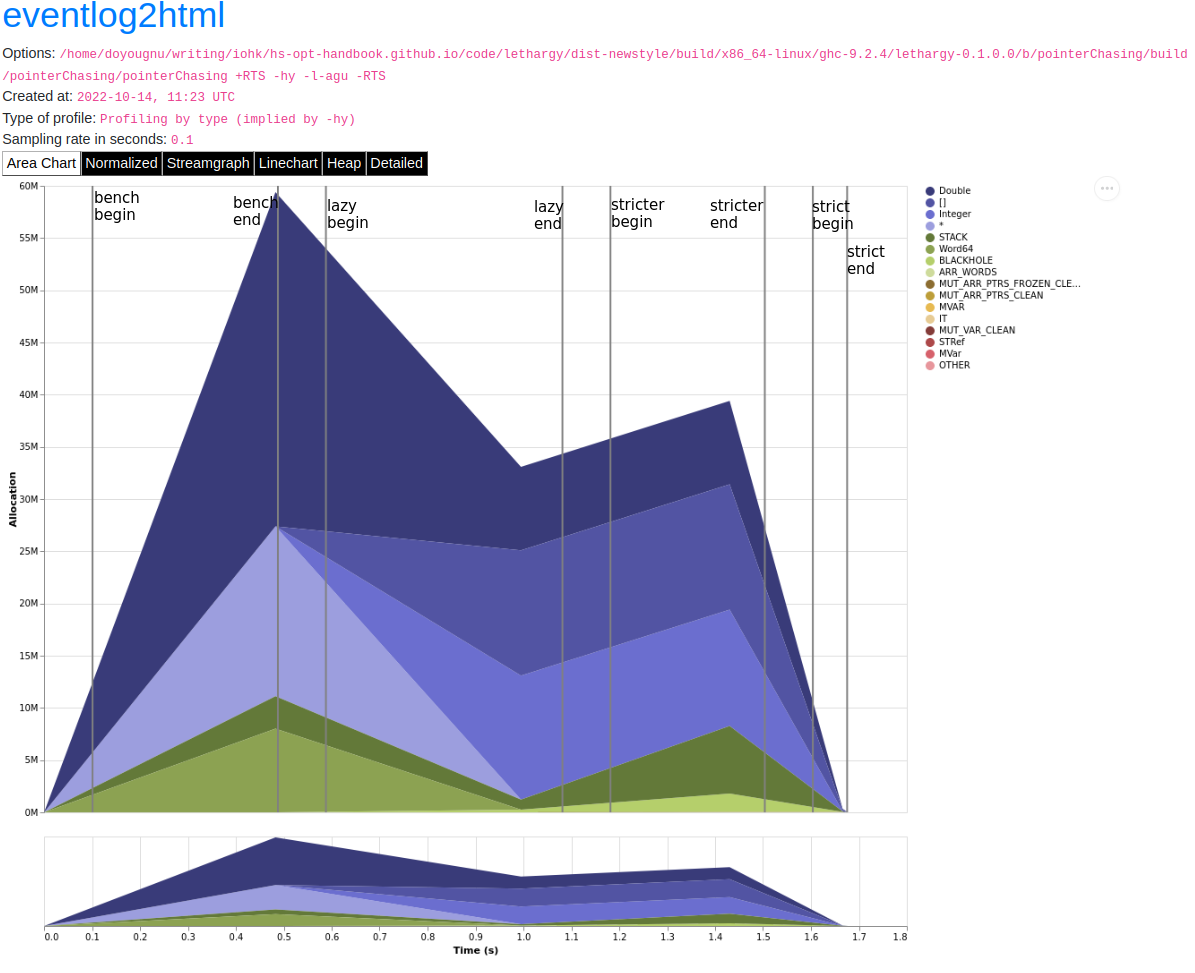 eventlog2html
Options: /home/doyougnu/writing/iohk/hs-opt-handbook.github.io/code/lethargy/dist-newstyle/build/x86_64-linux/ghc-9.2.4/lethargy-0.1.0.0/b/pointerChasing/build
/pointerChasing/pointerChasing +RTS -hy -l-agu -RTS
Created at: 2022-10-14, 11:23 UTC
Type of profile: Profiling by type (implied by -hy)
Sampling rate in seconds: 0.1
Area Chart Normalized Streamgraph Linechart Heap Detailed
60M
55M
50M
45M
40M
35M
30M
25M
20M
15M
10M
5M
0M
Allocation
bench
begin
bench
end
lazy
begin
lazy
end
stricter
begin
stricter
end
strict
begin
strict
end
Double
[]
Integer
*
STACK
Word64
BLACKHOLE
ARR_WORDS
MUT_ARR_PTRS_FROZEN_CLE...
MUT_ARR_PTRS_CLEAN
MVAR
IT
MUT_VAR_CLEAN
STRef
MVar
OTHER
0.0 0.1 0.2 0.3 0.4 0.5 0.6 0.7 0.8 0.9 1.0 1.1 1.2 1.3 1.4 1.5 1.6 1.7 1.8
Time (s)